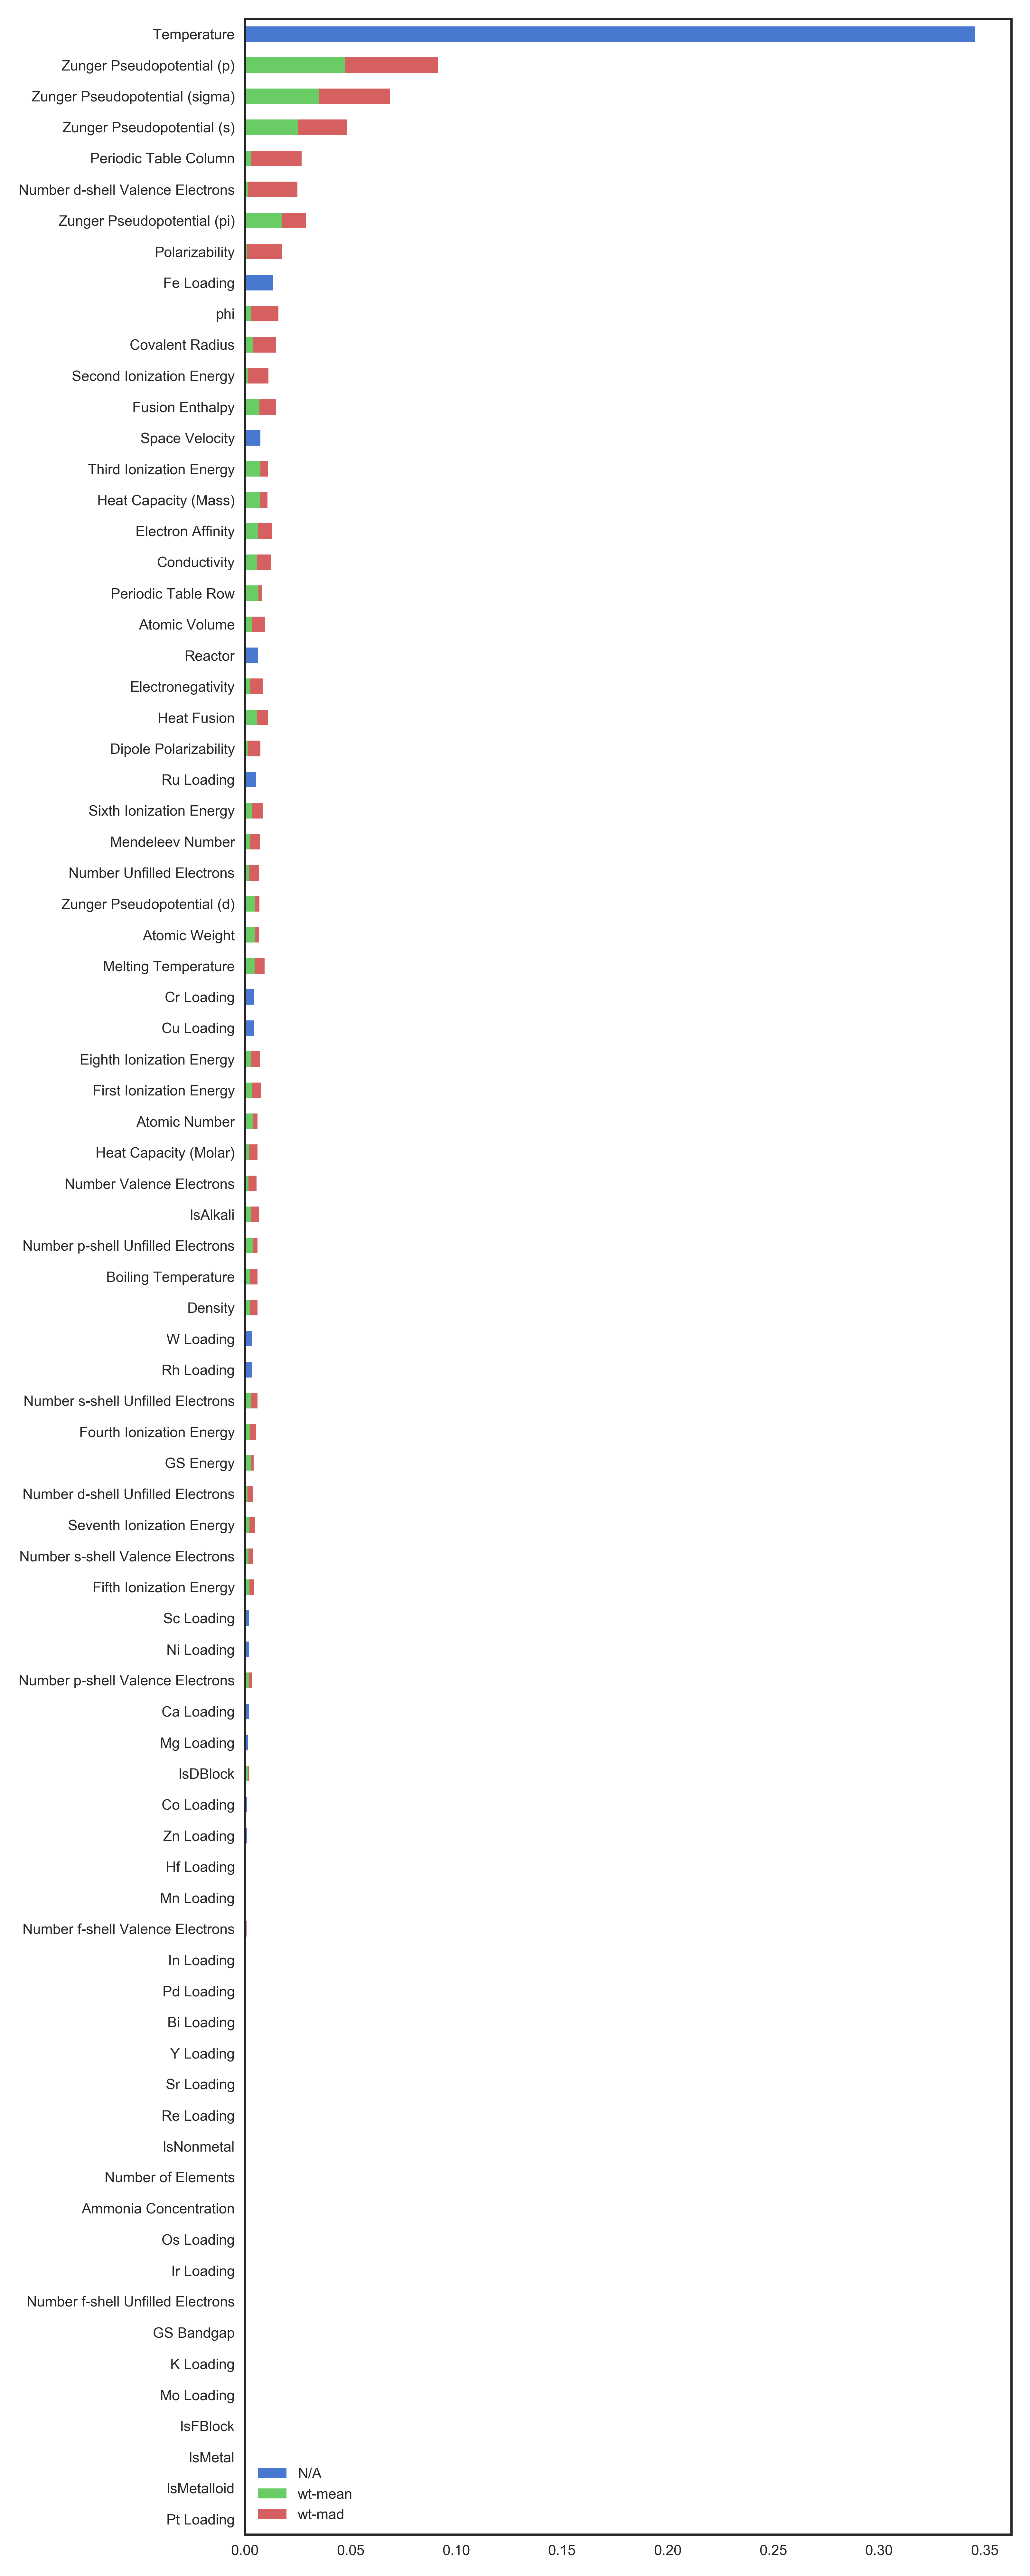 Temperature
Zunger Pseudopotential (p)
Zunger Pseudopotential (sigma)
Zunger Pseudopotential (s)
Periodic Table Column
Number d-shell Valence Electrons
Zunger Pseudopotential (pi)
Polarizability
Fe Loading
phi
Covalent Radius
Second Ionization Energy
Fusion Enthalpy
Space Velocity
Third Ionization Energy
Heat Capacity (Mass)
Electron Affinity
Conductivity
Periodic Table Row
Atomic Volume
Reactor
Electronegativity
Heat Fusion
Dipole Polarizability
Ru Loading
Sixth Ionization Energy
Mendeleev Number
Number Unfilled Electrons
Zunger Pseudopotential (d)
Atomic Weight
Melting Temperature
Cr Loading
Cu Loading
Eighth Ionization Energy
First Ionization Energy
Atomic Number
Heat Capacity (Molar)
Number Valence Electrons
IsAlkali
Number p-shell Unfilled Electrons
Boiling Temperature
Density
W Loading
Rh Loading
Number s-shell Unfilled Electrons
Fourth Ionization Energy
GS Energy
Number d-shell Unfilled Electrons
Seventh Ionization Energy
Number s-shell Valence Electrons
Fifth Ionization Energy
Sc Loading
Ni Loading
Number p-shell Valence Electrons
Ca Loading
Mg Loading
IsDBlock
Co Loading
Zn Loading
Hf Loading
Mn Loading
Number f-shell Valence Electrons
In Loading
Pd Loading
Bi Loading
Y Loading
Sr Loading
Re Loading
IsNonmetal
Number of Elements
Ammonia Concentration
Os Loading
Ir Loading
Number f-shell Unfilled Electrons
GS Bandgap
K Loading
Mo Loading
IsFBlock
IsMetal
IsMetalloid
Pt Loading
N/A
wt-mean
wt-mad
0.00 0.05 0.10 0.15 0.20 0.25 0.30 0.35